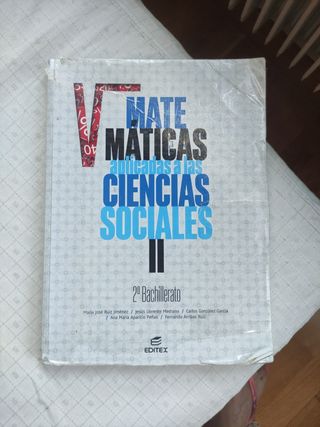 MATE
MÁTICAS
aplicadas a las
CIENCIAS
SOCIALES
II
2º Bachillerato
María José Ruiz Jiménez / Jesús Llorente Medrano / Carlos González García
/ Ana María Aparicio Peñas / Fernando Arribas Ruiz
EDITEX